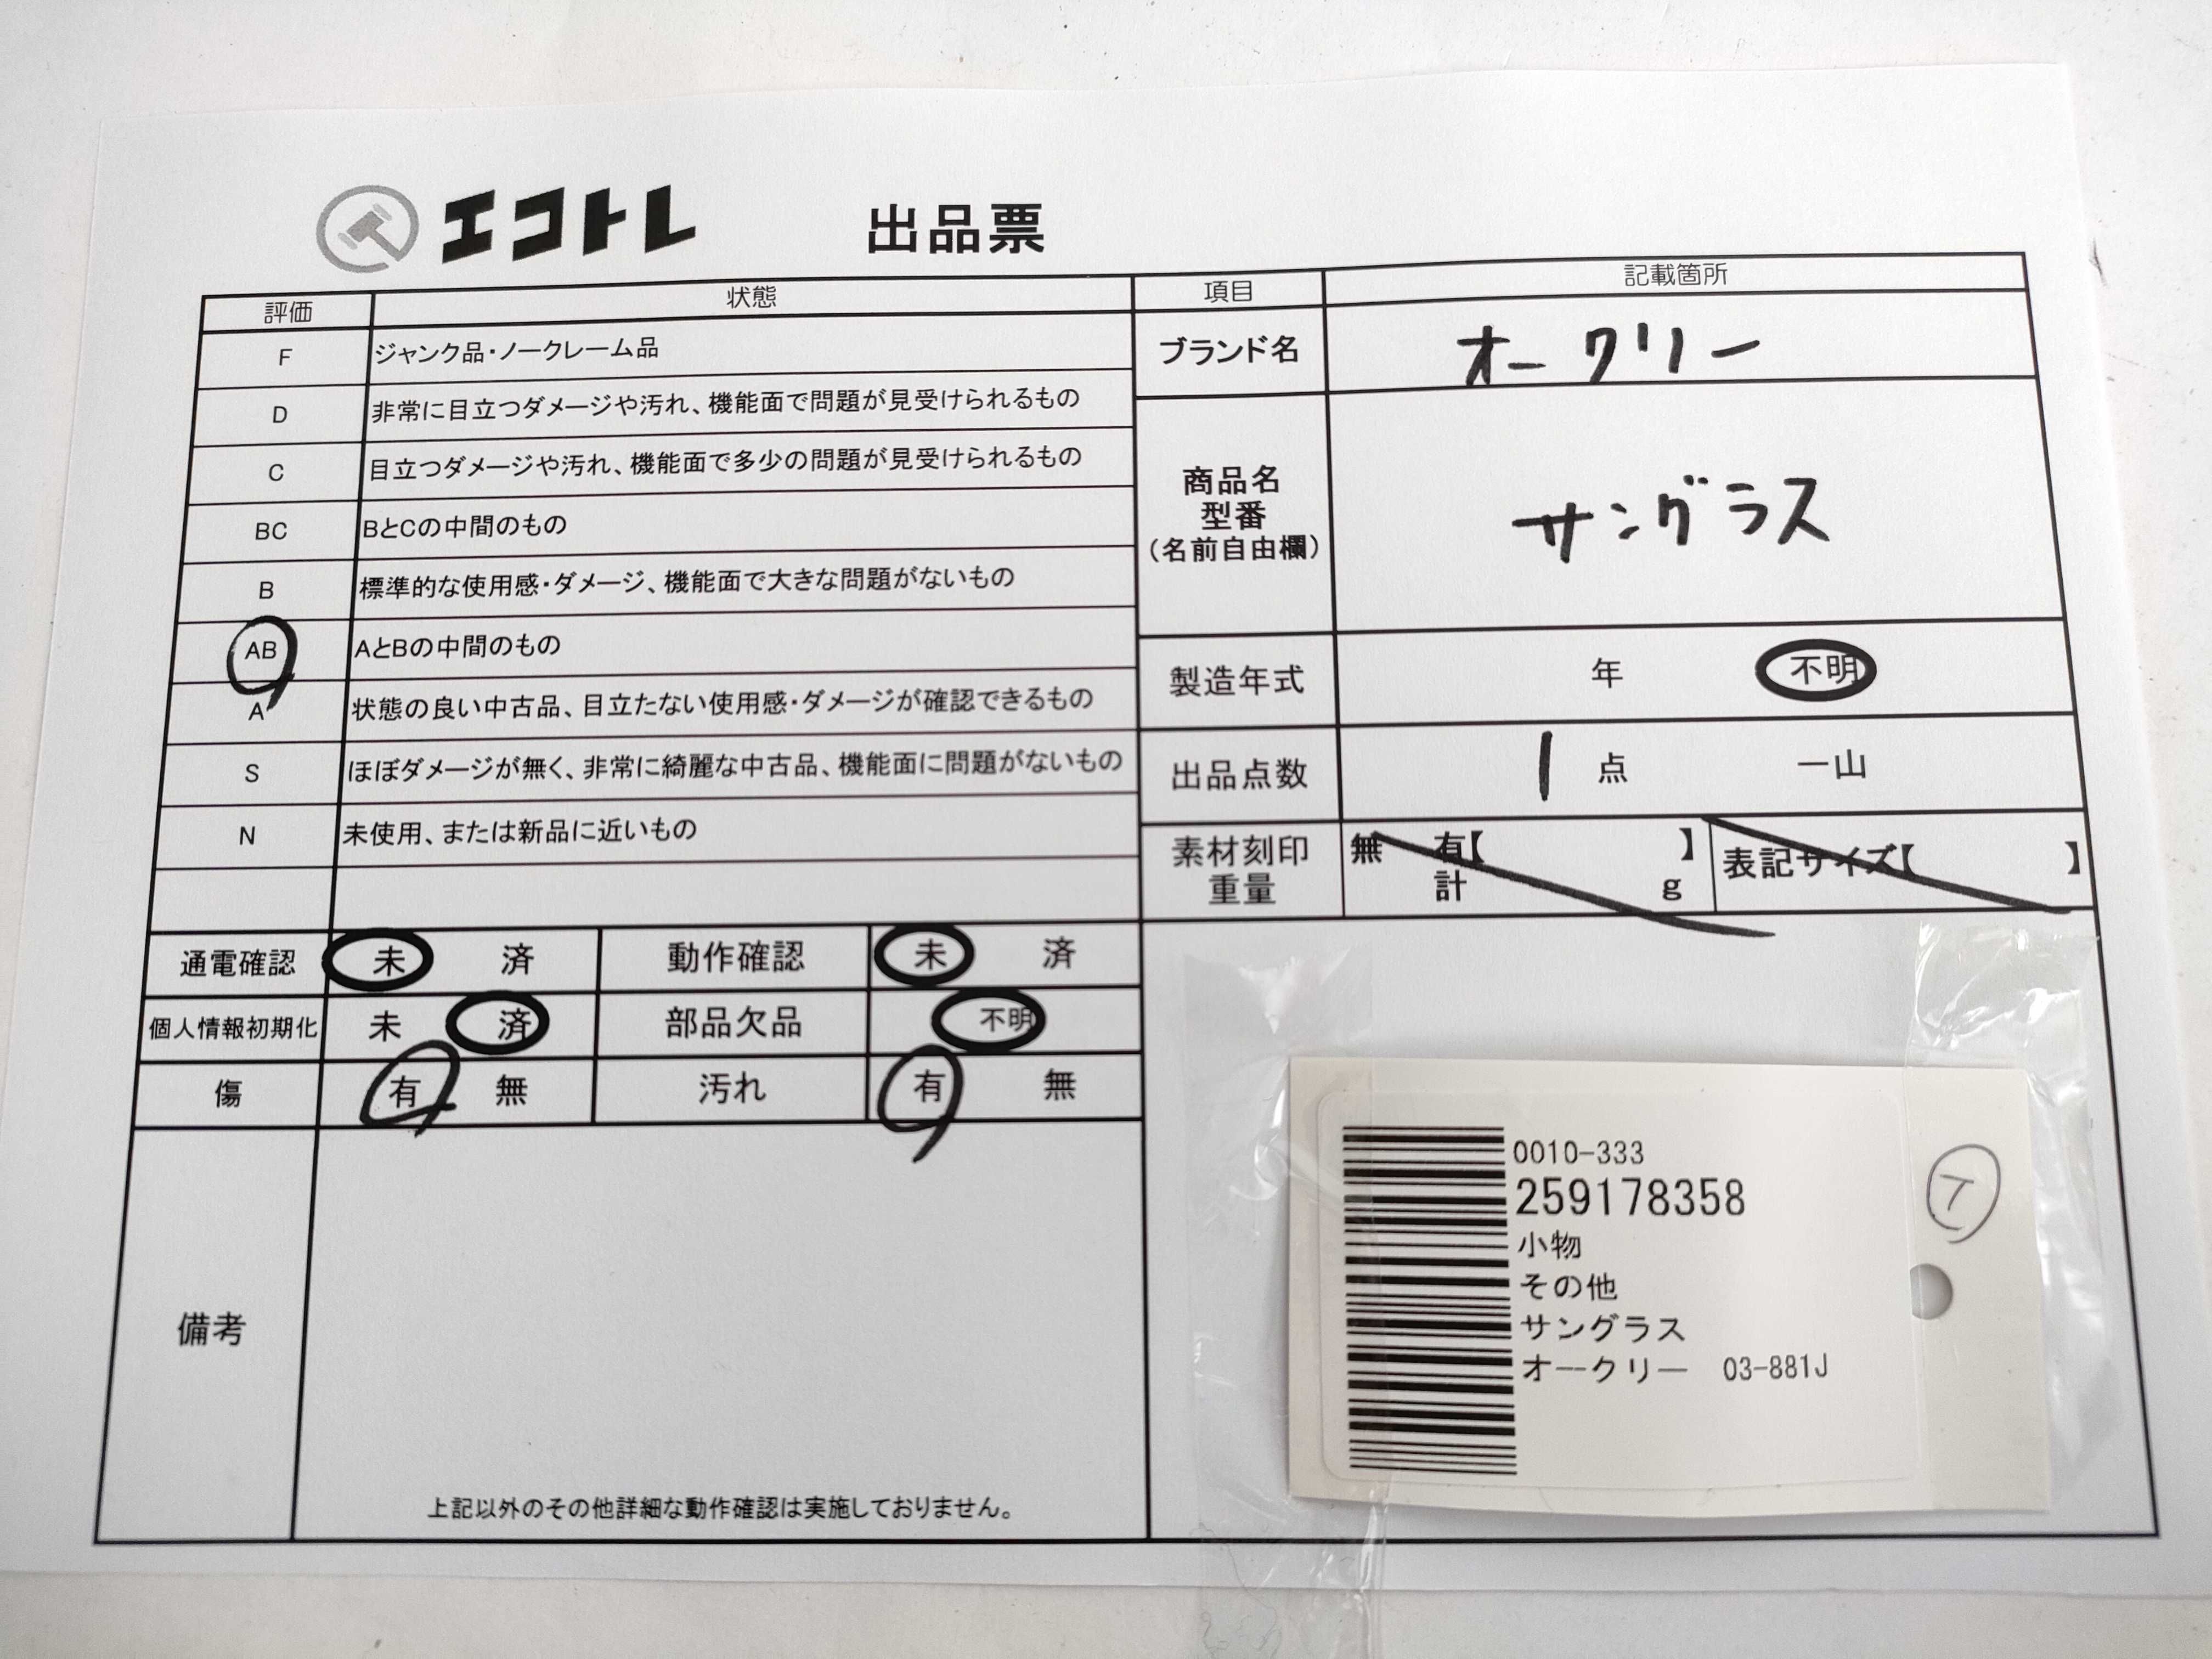 エコトレ 出品票
評価 状態
F ジャンク品・ノークレーム品
D 非常に目立つダメージや汚れ、機能面で問題が見受けられるもの
C 目立つダメージや汚れ、機能面で多少の問題が見受けられるもの
BC BとCの中間のもの
B 標準的な使用感・ダメージ、機能面で大きな問題がないもの
AB AとBの中間のもの
A 状態の良い中古品、目立たない使用感・ダメージが確認できるもの
S ほぼダメージが無く、非常に綺麗な中古品、機能面に問題がないもの
N 未使用、または新品に近いもの
項目 記載箇所
ブランド名 オークリー
商品名
型番
（名前自由欄）
サングラス
製造年式 年 不明
出品点数 1 点 一山
素材刻印
重量
無 有【 】
計 g
表記サイズ【 】
通電確認 未 済 動作確認 未 済
個人情報初期化 未 済 部品欠品 不明
傷 有 無 汚れ 有 無
備考
上記以外のその他詳細な動作確認は実施しておりません。
0010-333
259178358
小物
その他
サングラス
オークリー 03-881J